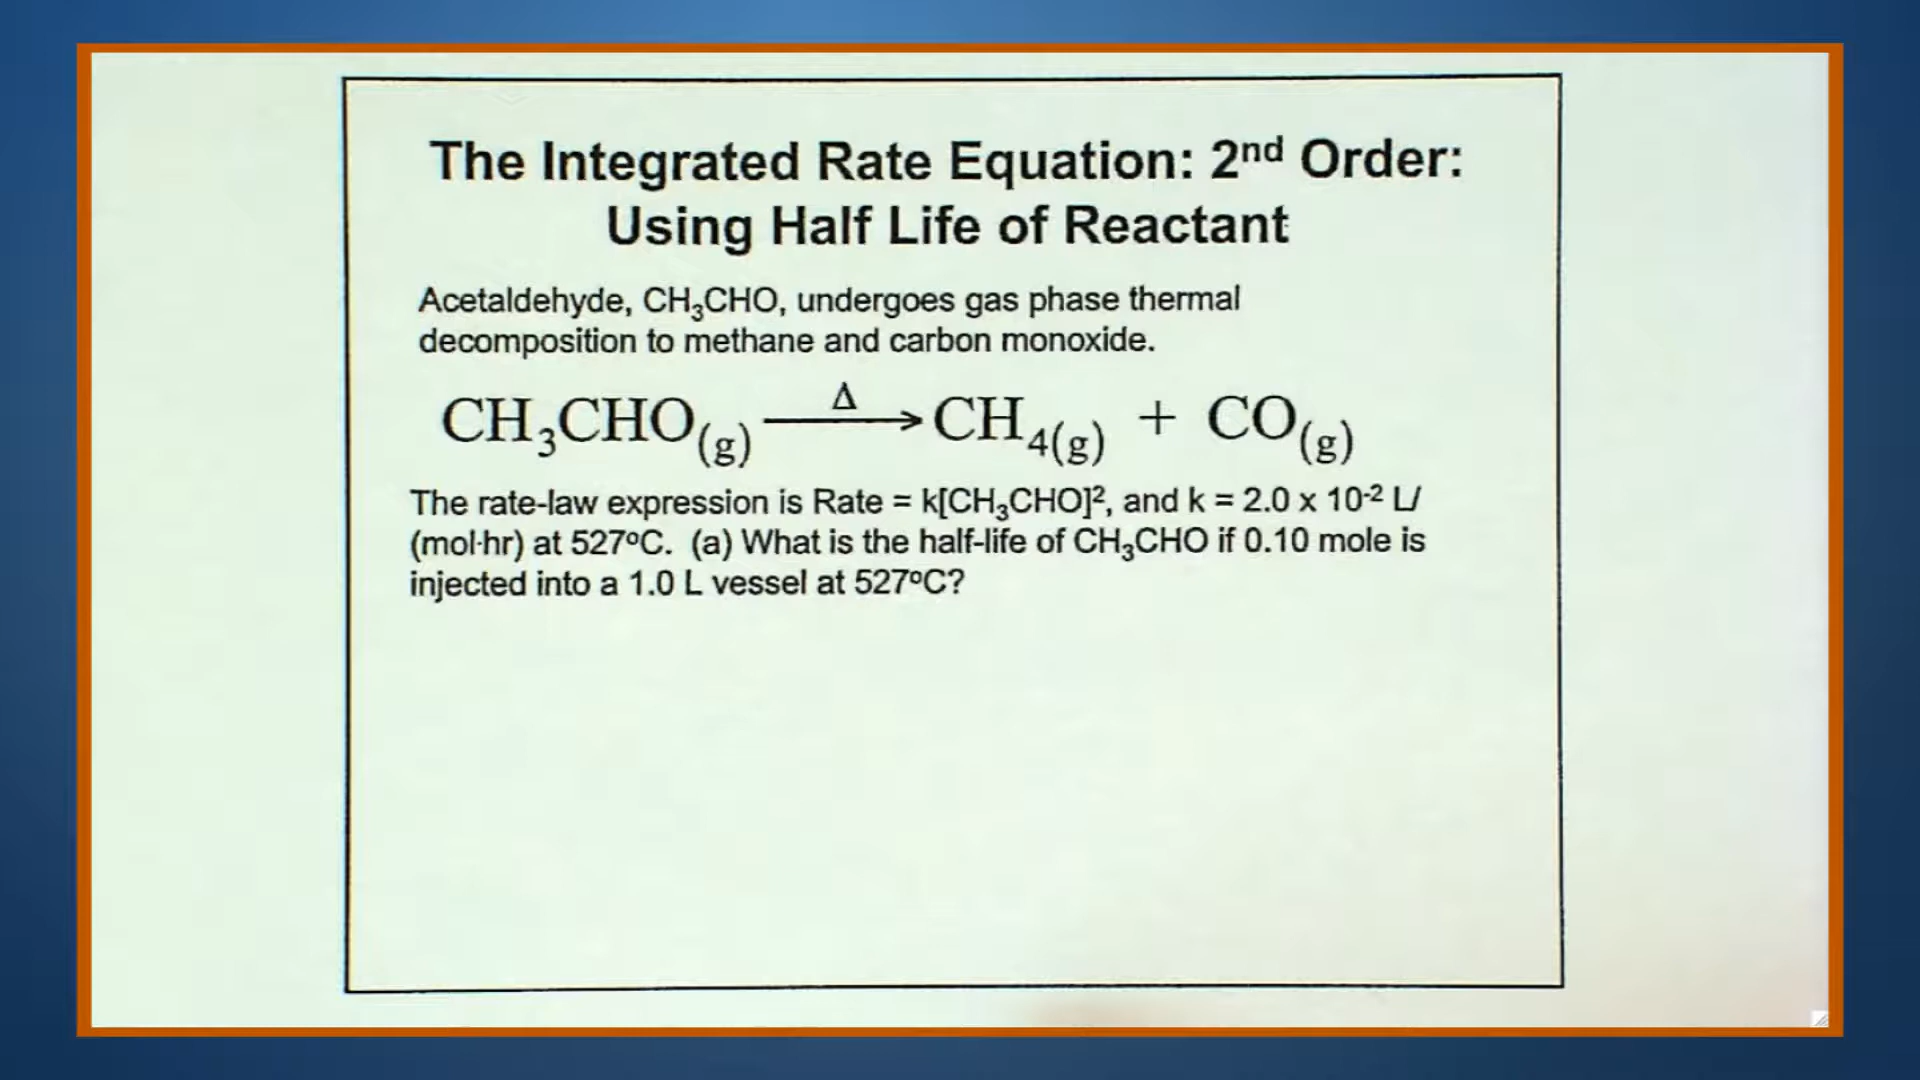 The Integrated Rate Equation: 2ⁿᵈ Order:
Using Half Life of Reactant
Acetaldehyde, CH₃CHO, undergoes gas phase thermal
decomposition to methane and carbon monoxide.
CH₃CHO(g) —Δ→ CH₄(g) + CO(g)
The rate-law expression is Rate = k[CH₃CHO]², and k = 2.0 x 10⁻² L/
(mol·hr) at 527ºC. (a) What is the half-life of CH₃CHO if 0.10 mole is
injected into a 1.0 L vessel at 527ºC?